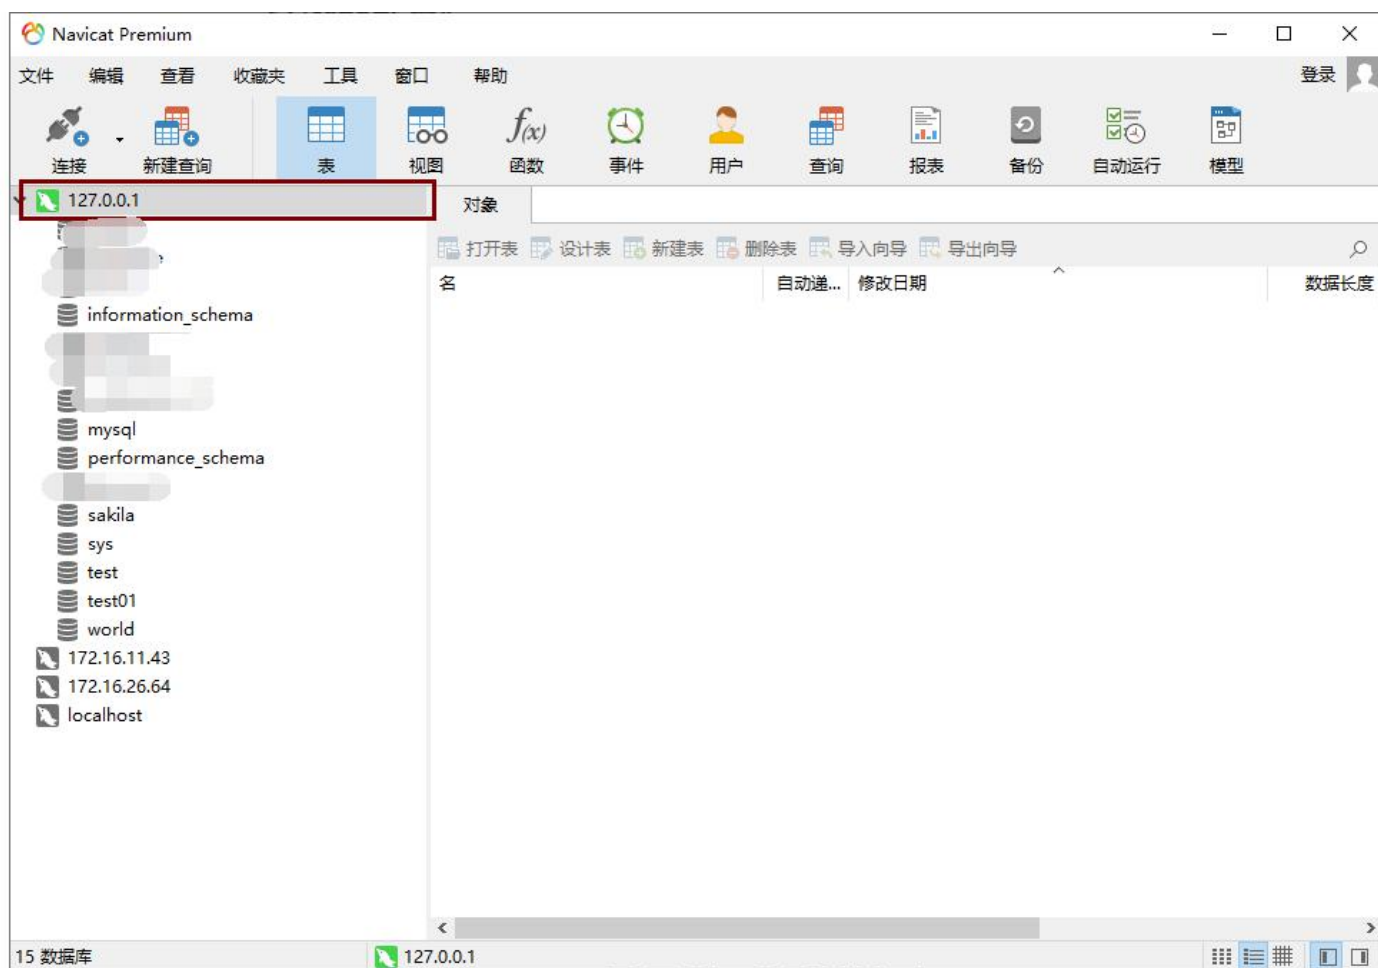 Navicat Premium
文件 编辑 查看 收藏夹 工具 窗口 帮助 登录
连接 新建查询 表 视图 f(x) 函数 事件 用户 查询 报表 备份 自动运行 模型
127.0.0.1
对象
打开表 设计表 新建表 删除表 导入向导 导出向导
名 自动递... 修改日期 数据长度
information_schema
mysql
performance_schema
sakila
sys
test
test01
world
172.16.11.43
172.16.26.64
localhost
15 数据库 127.0.0.1